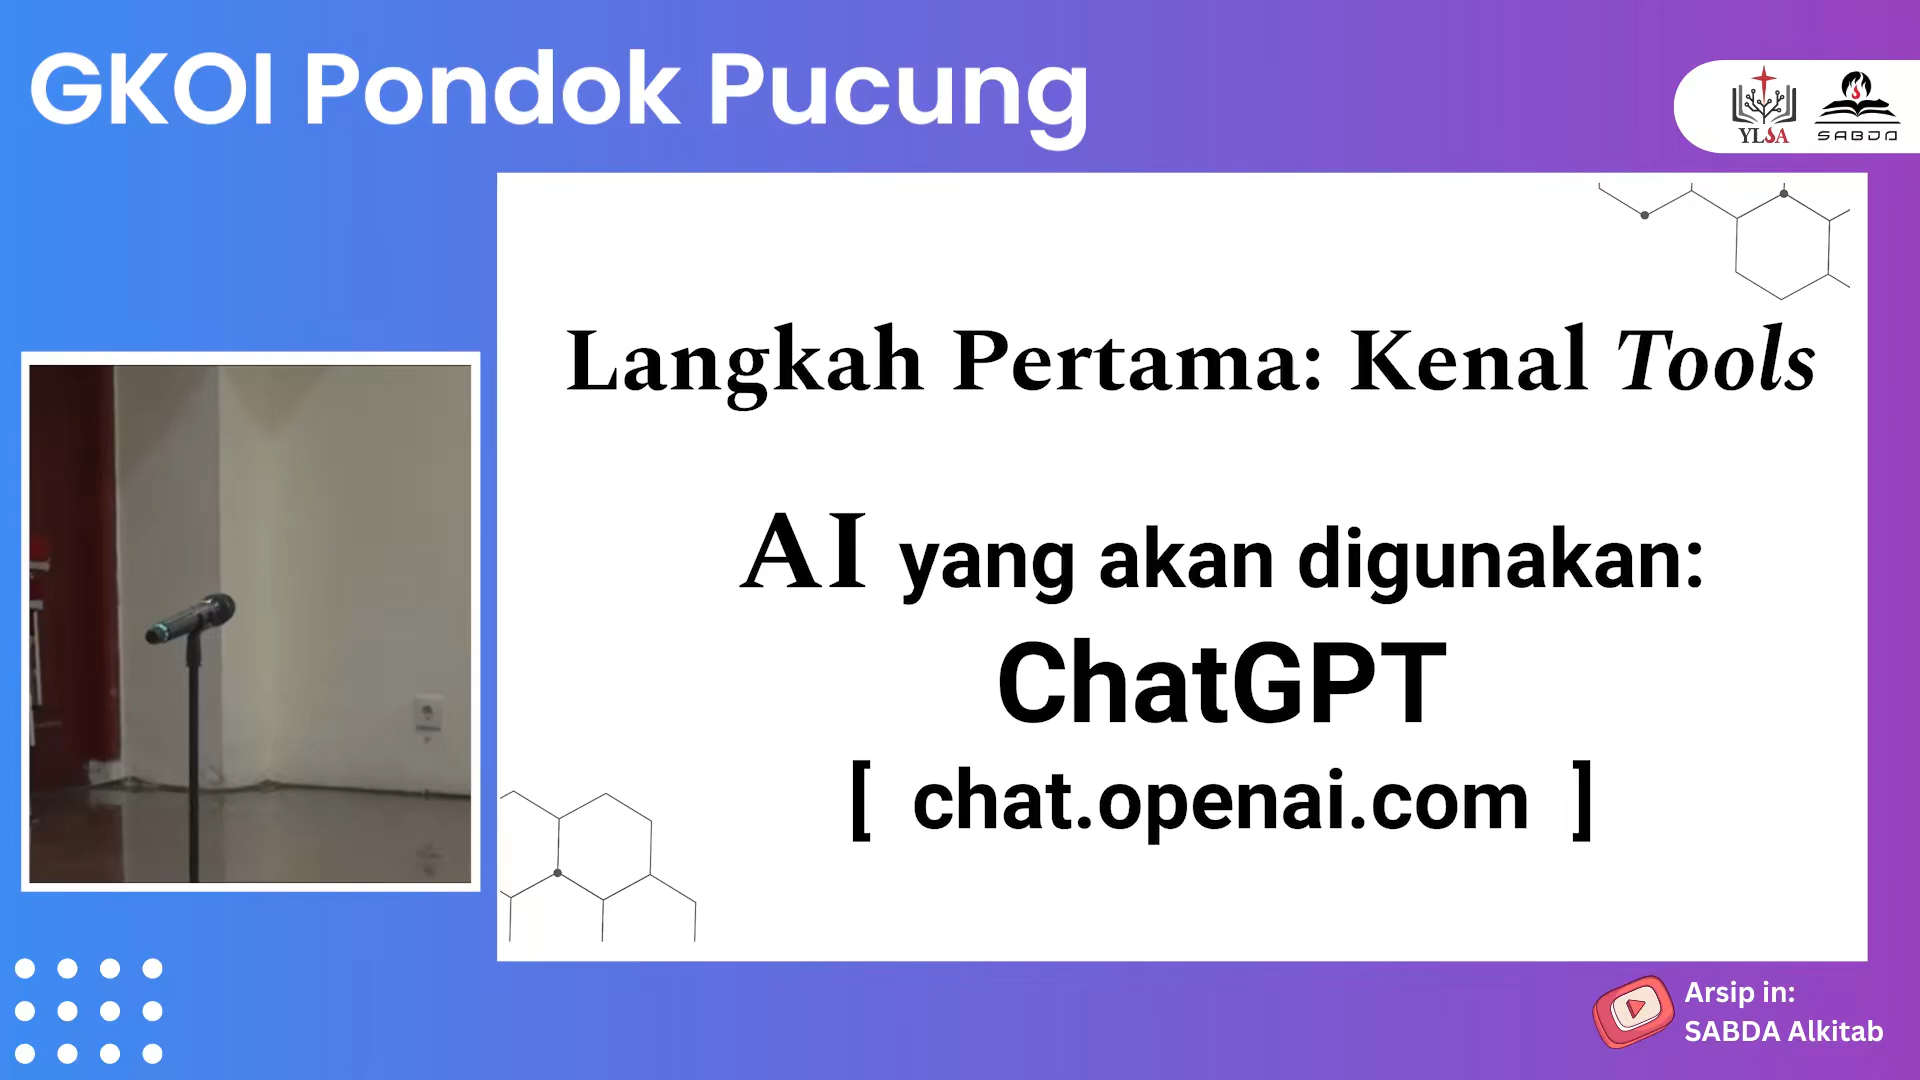 GKOI Pondok Pucung
YLSA
SABDA
Langkah Pertama: Kenal Tools
AI yang akan digunakan:
ChatGPT
[ chat.openai.com ]
Arsip in:
SABDA Alkitab